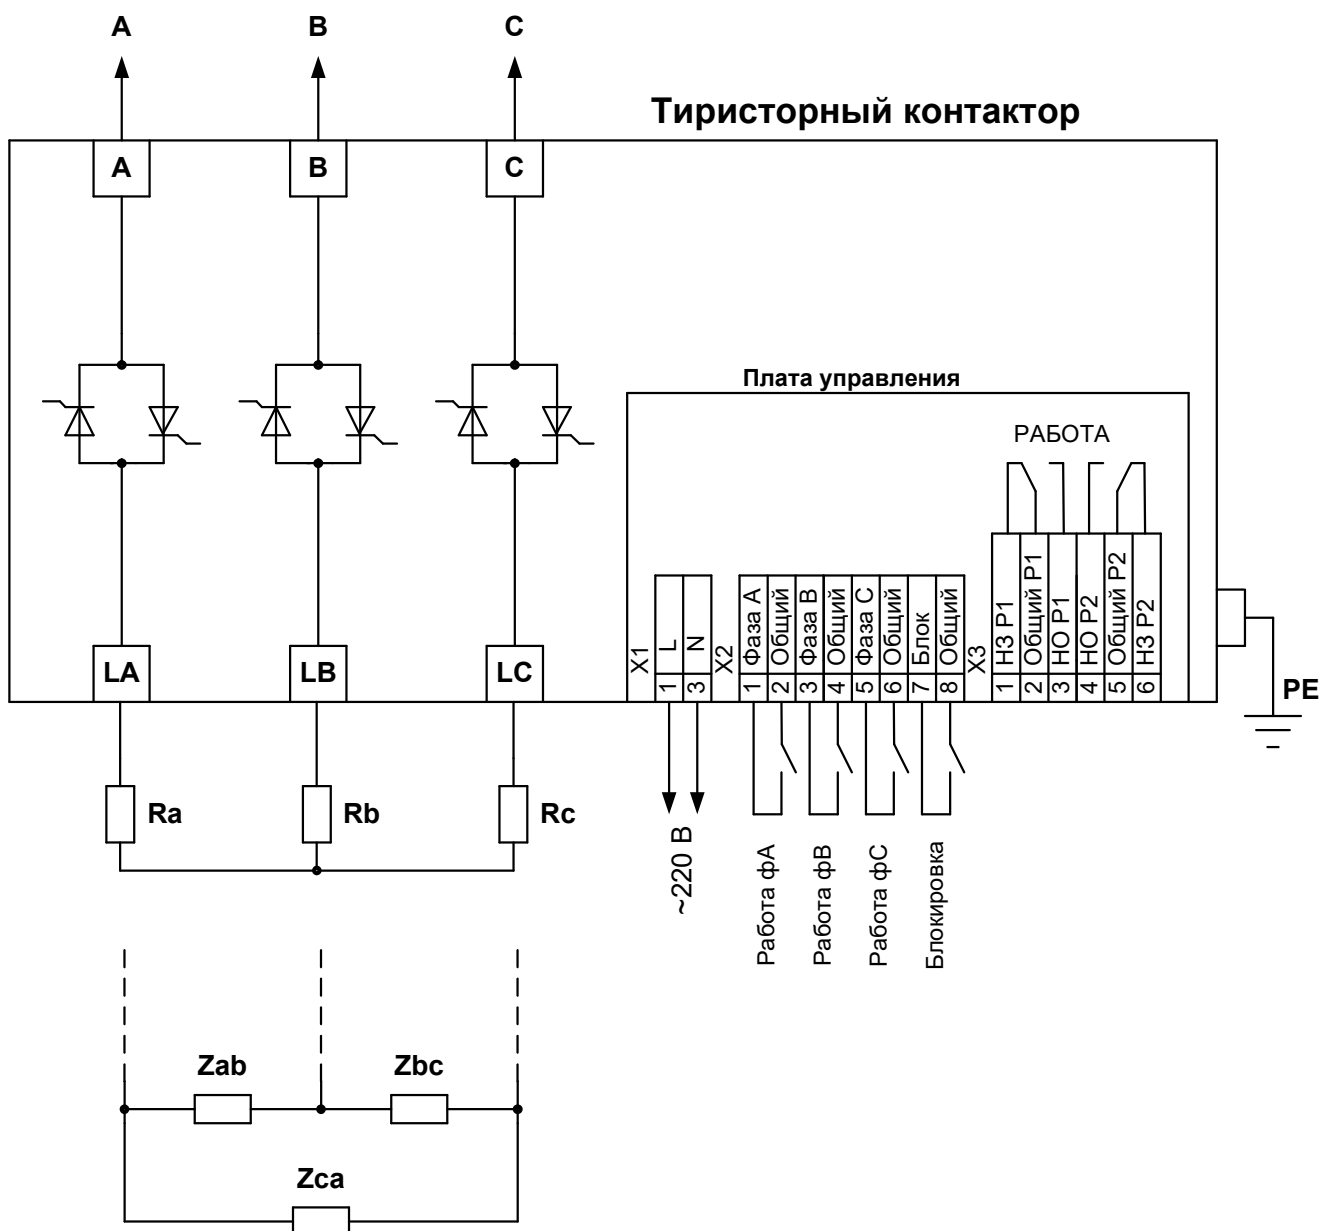 A B C
Тиристорный контактор
A B C
Плата управления
РАБОТА
LA LB LC
X1
1 L
3 N
X2
1 Фаза A
2 Общий
3 Фаза B
4 Общий
5 Фаза C
6 Общий
7 Блок
8 Общий
X3
1 НЗ Р1
2 Общий Р1
3 НО Р1
4 НО Р2
5 Общий Р2
6 НЗ Р2
PE
Ra Rb Rc
~220 В
Работа фА
Работа фВ
Работа фС
Блокировка
Zab Zbc
Zca